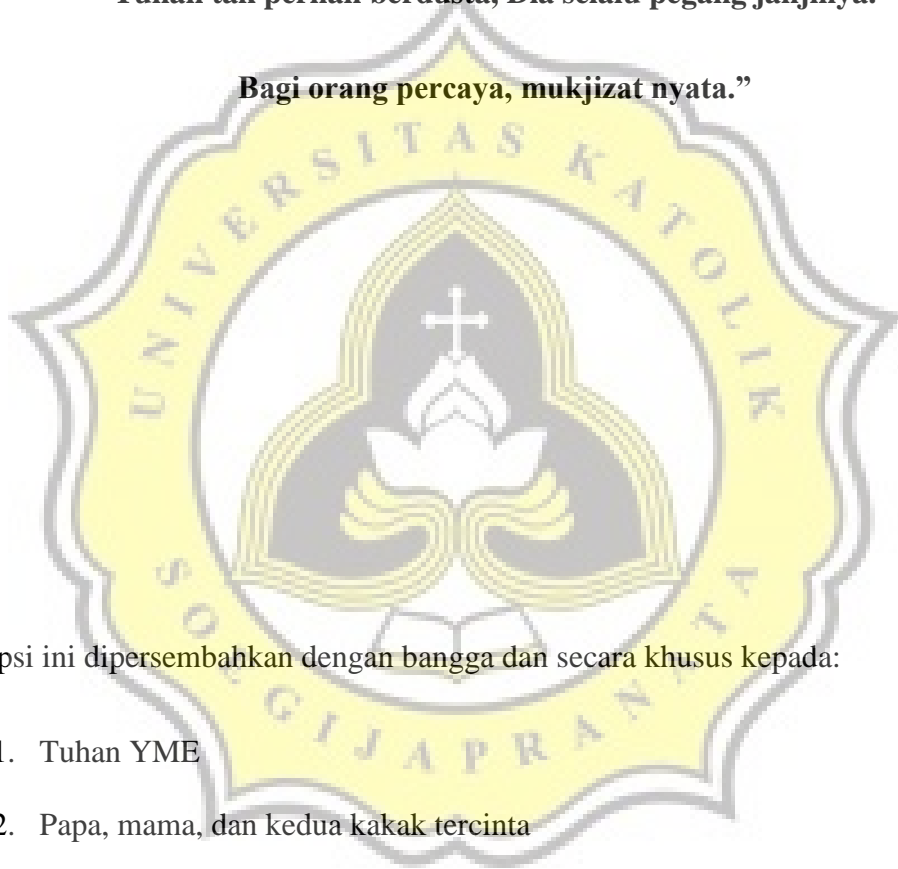 Bagi orang percaya, mukjizat nyata.”
UNIVERSITAS KATOLIK
SOEGIJAPRANATA
psi ini dipersembahkan dengan bangga dan secara khusus kepada:
1. Tuhan YME
2. Papa, mama, dan kedua kakak tercinta